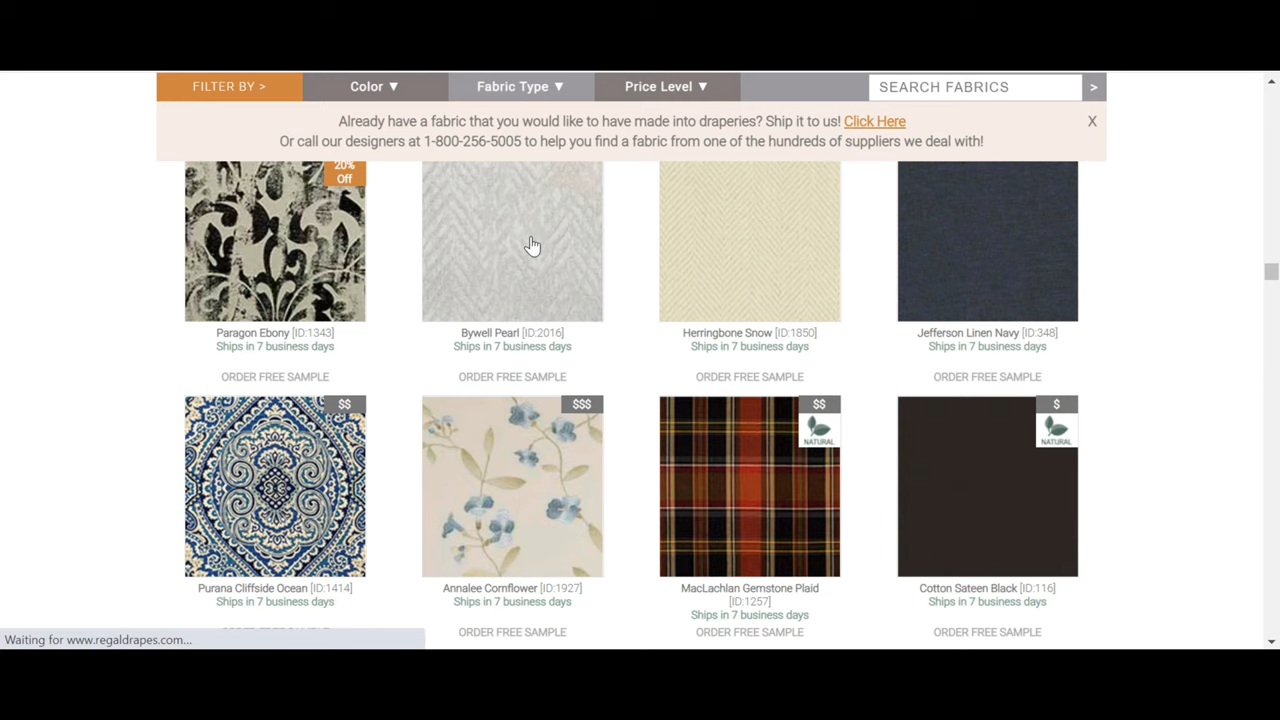 FILTER BY >
Color ▼
Fabric Type ▼
Price Level ▼
SEARCH FABRICS
>
Already have a fabric that you would like to have made into draperies? Ship it to us! Click Here
X
Or call our designers at 1-800-256-5005 to help you find a fabric from one of the hundreds of suppliers we deal with!
20%
Off
Paragon Ebony [ID:1343]
Ships in 7 business days
ORDER FREE SAMPLE
Bywell Pearl [ID:2016]
Ships in 7 business days
ORDER FREE SAMPLE
Herringbone Snow [ID:1850]
Ships in 7 business days
ORDER FREE SAMPLE
Jefferson Linen Navy [ID:348]
Ships in 7 business days
ORDER FREE SAMPLE
$$
Purana Cliffside Ocean [ID:1414]
Ships in 7 business days
ORDER FREE SAMPLE
$$$
Annalee Cornflower [ID:1927]
Ships in 7 business days
ORDER FREE SAMPLE
$$
NATURAL
MacLachlan Gemstone Plaid
[ID:1257]
Ships in 7 business days
ORDER FREE SAMPLE
$
NATURAL
Cotton Sateen Black [ID:116]
Ships in 7 business days
ORDER FREE SAMPLE
Waiting for www.regaldrapes.com...